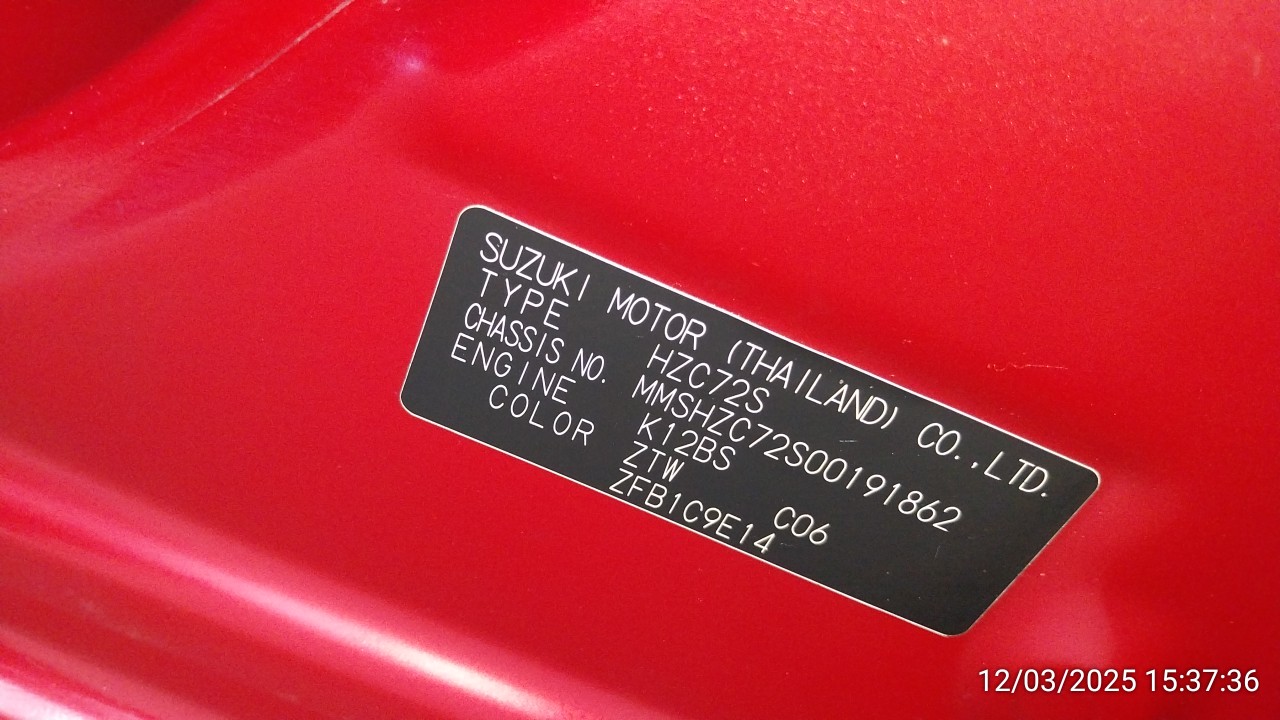 SUZUKI MOTOR (THAILAND) CO.,LTD.
TYPE HZC72S
CHASSIS NO. MMSHZC72S00191862
ENGINE K12BS
COLOR ZTW C06
ZFB1C9E14
12/03/2025 15:37:36